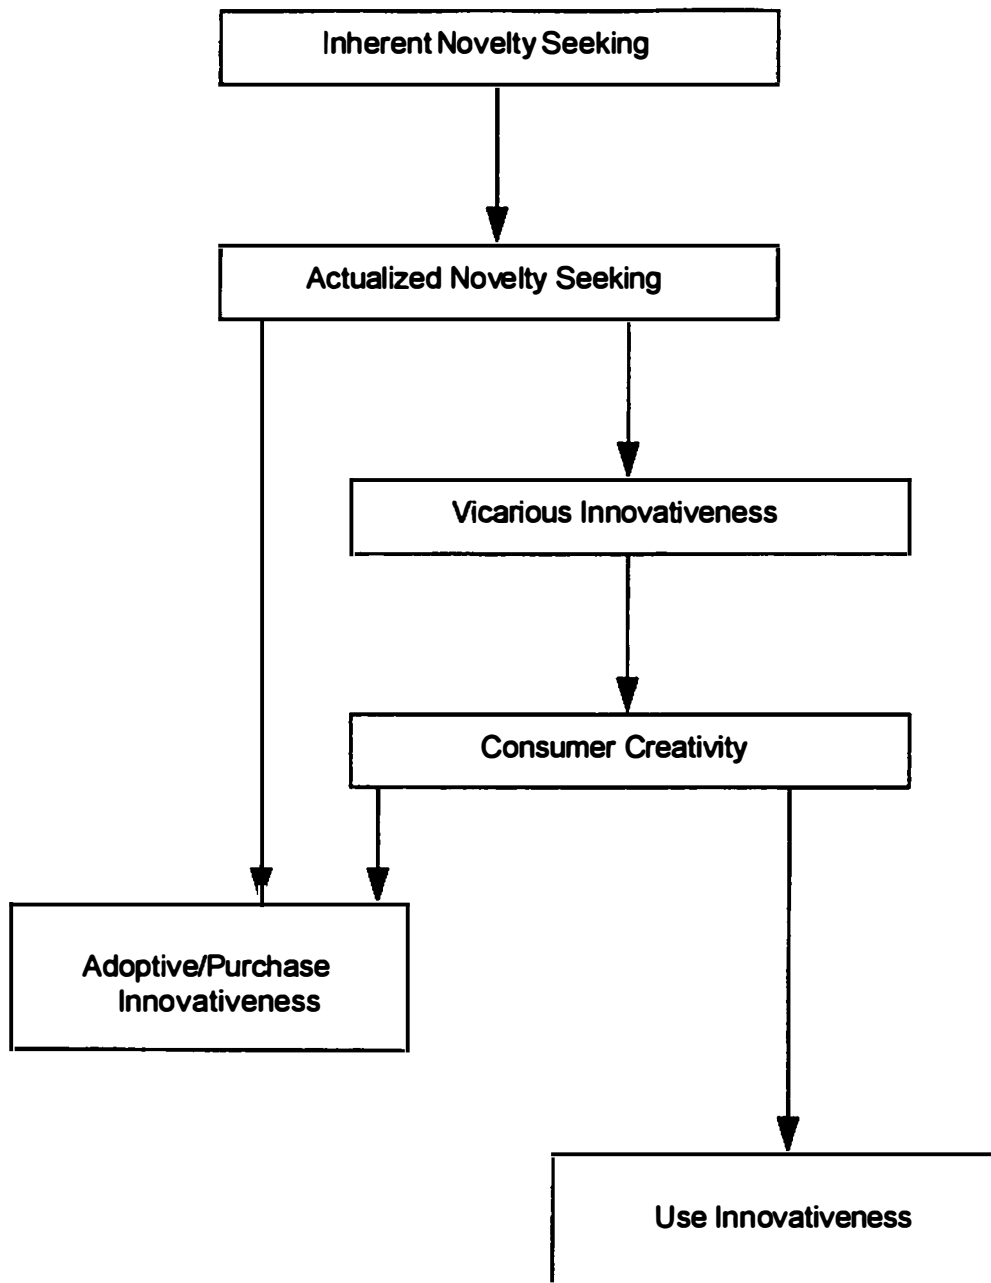 Inherent Novelty Seeking
Actualized Novelty Seeking
Vicarious Innovativeness
Consumer Creativity
Adoptive/Purchase
Innovativeness
Use Innovativeness